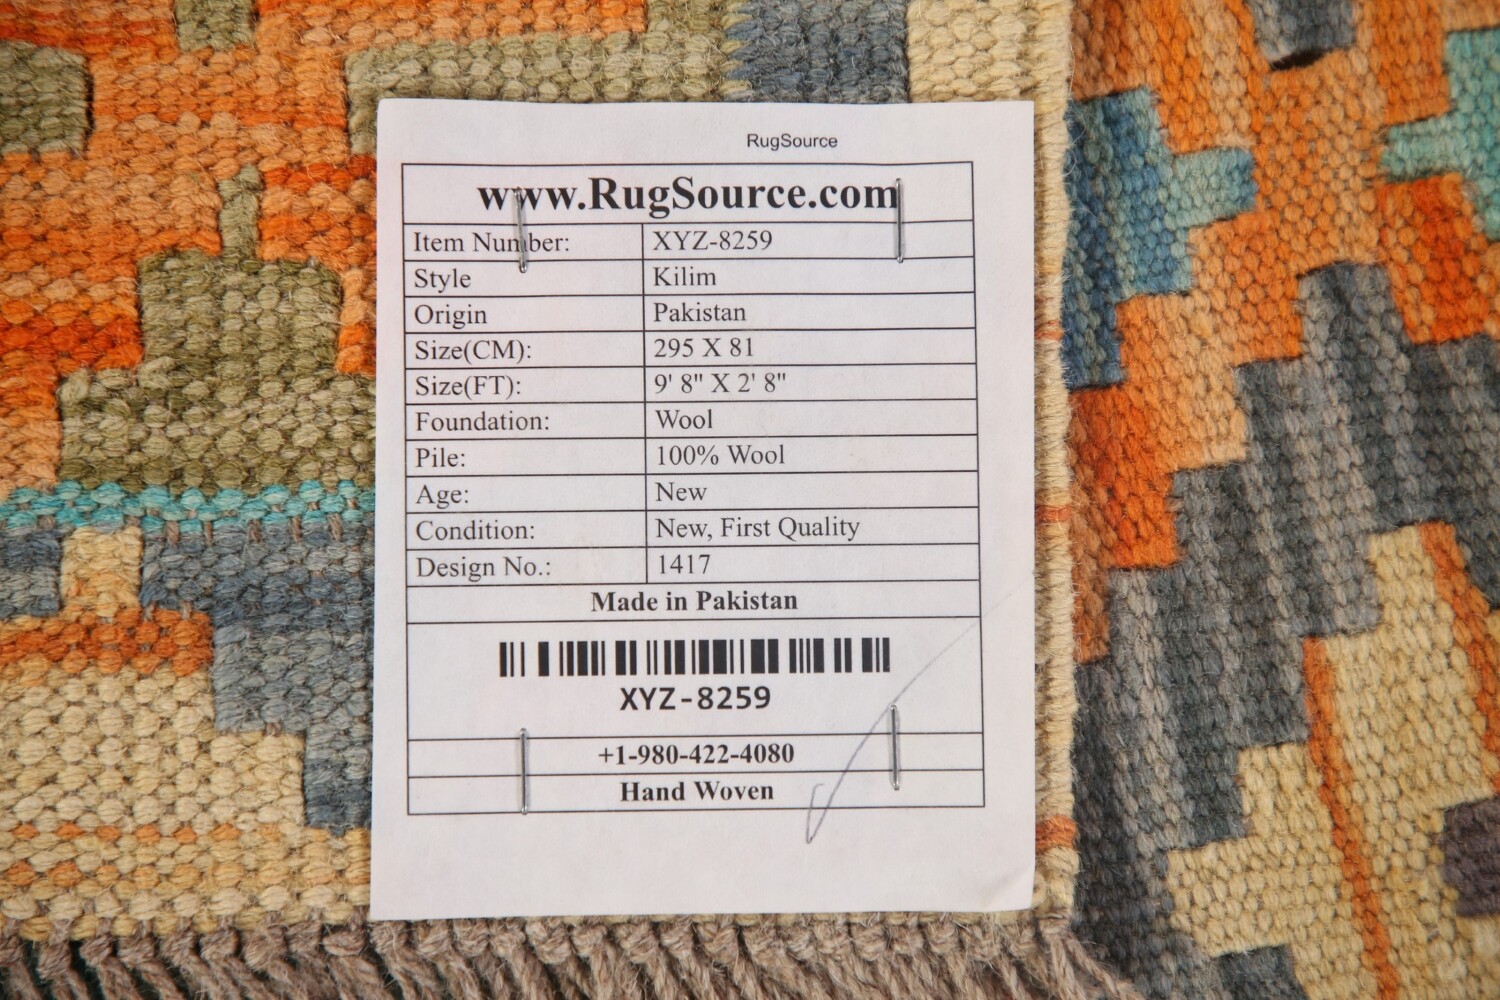 RugSource
www.RugSource.com
Item Number: XYZ-8259
Style Kilim
Origin Pakistan
Size(CM): 295 X 81
Size(FT): 9' 8" X 2' 8"
Foundation: Wool
Pile: 100% Wool
Age: New
Condition: New, First Quality
Design No.: 1417
Made in Pakistan
XYZ-8259
+1-980-422-4080
Hand Woven